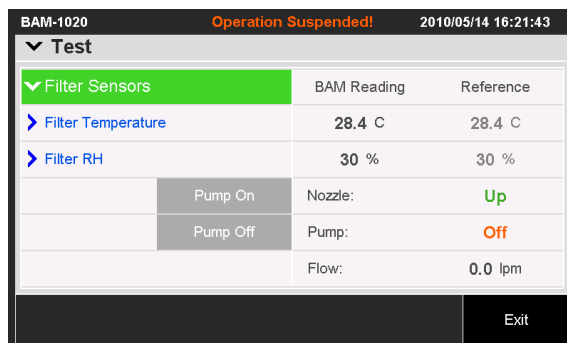 BAM-1020 Operation Suspended! 2010/05/14 16:21:43
Test
Filter Sensors BAM Reading Reference
Filter Temperature 28.4 C 28.4 C
Filter RH 30 % 30 %
Pump On Nozzle: Up
Pump Off Pump: Off
Flow: 0.0 lpm
Exit